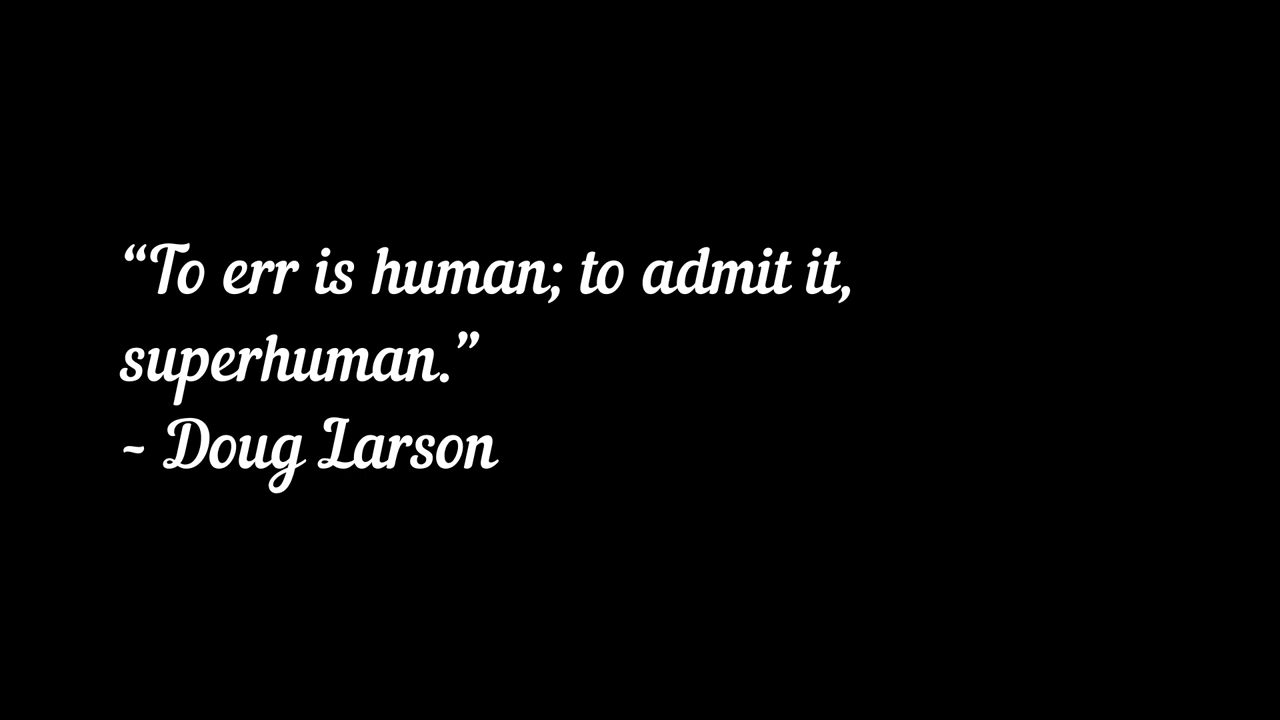 “To err is human; to admit it,
superhuman.”
~ Doug Larson